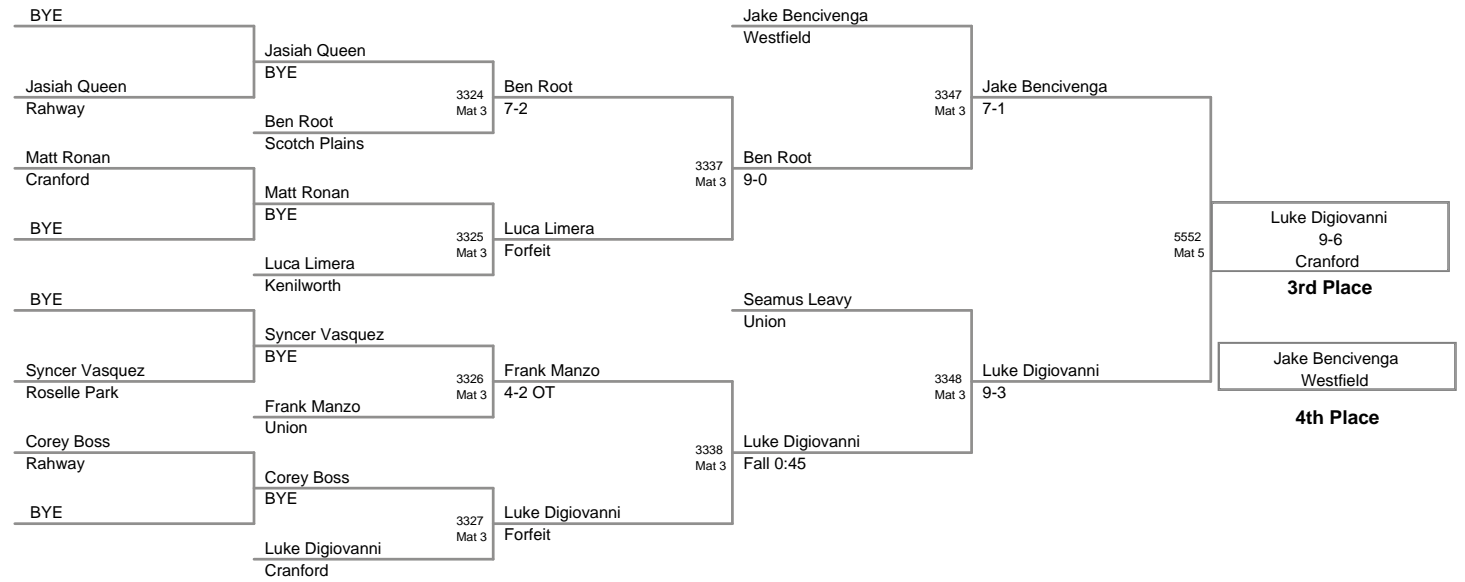 BYE
Jasiah Queen
Rahway
Matt Ronan
Cranford
BYE
BYE
Syncer Vasquez
Roselle Park
Corey Boss
Rahway
BYE
Jasiah Queen
BYE
Ben Root
Scotch Plains
Matt Ronan
BYE
Luca Limera
Kenilworth
Syncer Vasquez
BYE
Frank Manzo
Union
Corey Boss
BYE
Luke Digiovanni
Cranford
3324
Mat 3
3325
Mat 3
3326
Mat 3
3327
Mat 3
Ben Root
7-2
Luca Limera
Forfeit
Frank Manzo
4-2 OT
Luke Digiovanni
Forfeit
3337
Mat 3
3338
Mat 3
Jake Bencivenga
Westfield
Ben Root
9-0
Seamus Leavy
Union
Luke Digiovanni
Fall 0:45
3347
Mat 3
3348
Mat 3
Jake Bencivenga
7-1
Luke Digiovanni
9-3
5552
Mat 5
Luke Digiovanni
9-6
Cranford
3rd Place
Jake Bencivenga
Westfield
4th Place